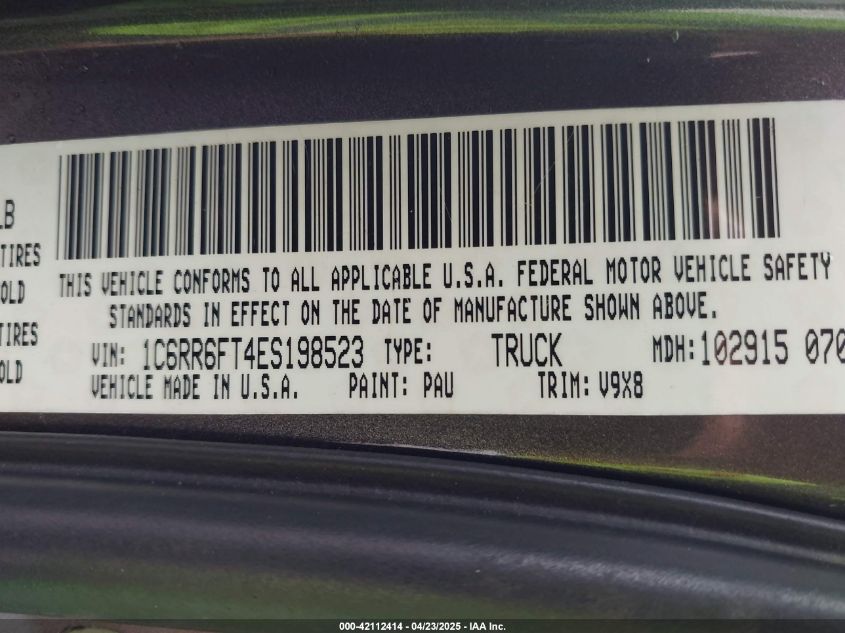 LB
TIRES
OLD
TIRES
OLD
THIS VEHICLE CONFORMS TO ALL APPLICABLE U.S.A. FEDERAL MOTOR VEHICLE SAFETY
STANDARDS IN EFFECT ON THE DATE OF MANUFACTURE SHOWN ABOVE.
VIN: 1C6RR6FT4ES198523 TYPE: TRUCK MDH:102915 070
VEHICLE MADE IN U.S.A. PAINT: PAU TRIM: V9X8
000-42112414 - 04/23/2025 - IAA Inc.